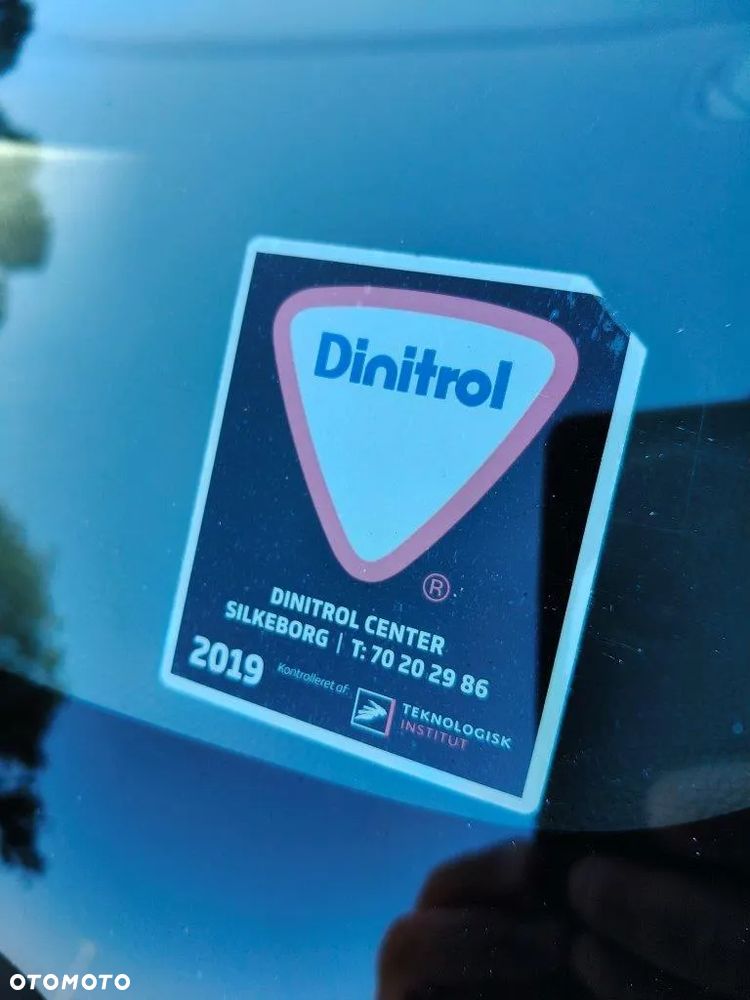 Dinitrol
®
DINITROL CENTER
SILKEBORG | T: 70 20 29 86
2019
Kontrolleret af:
TEKNOLOGISK
INSTITUT
OTOMOTO